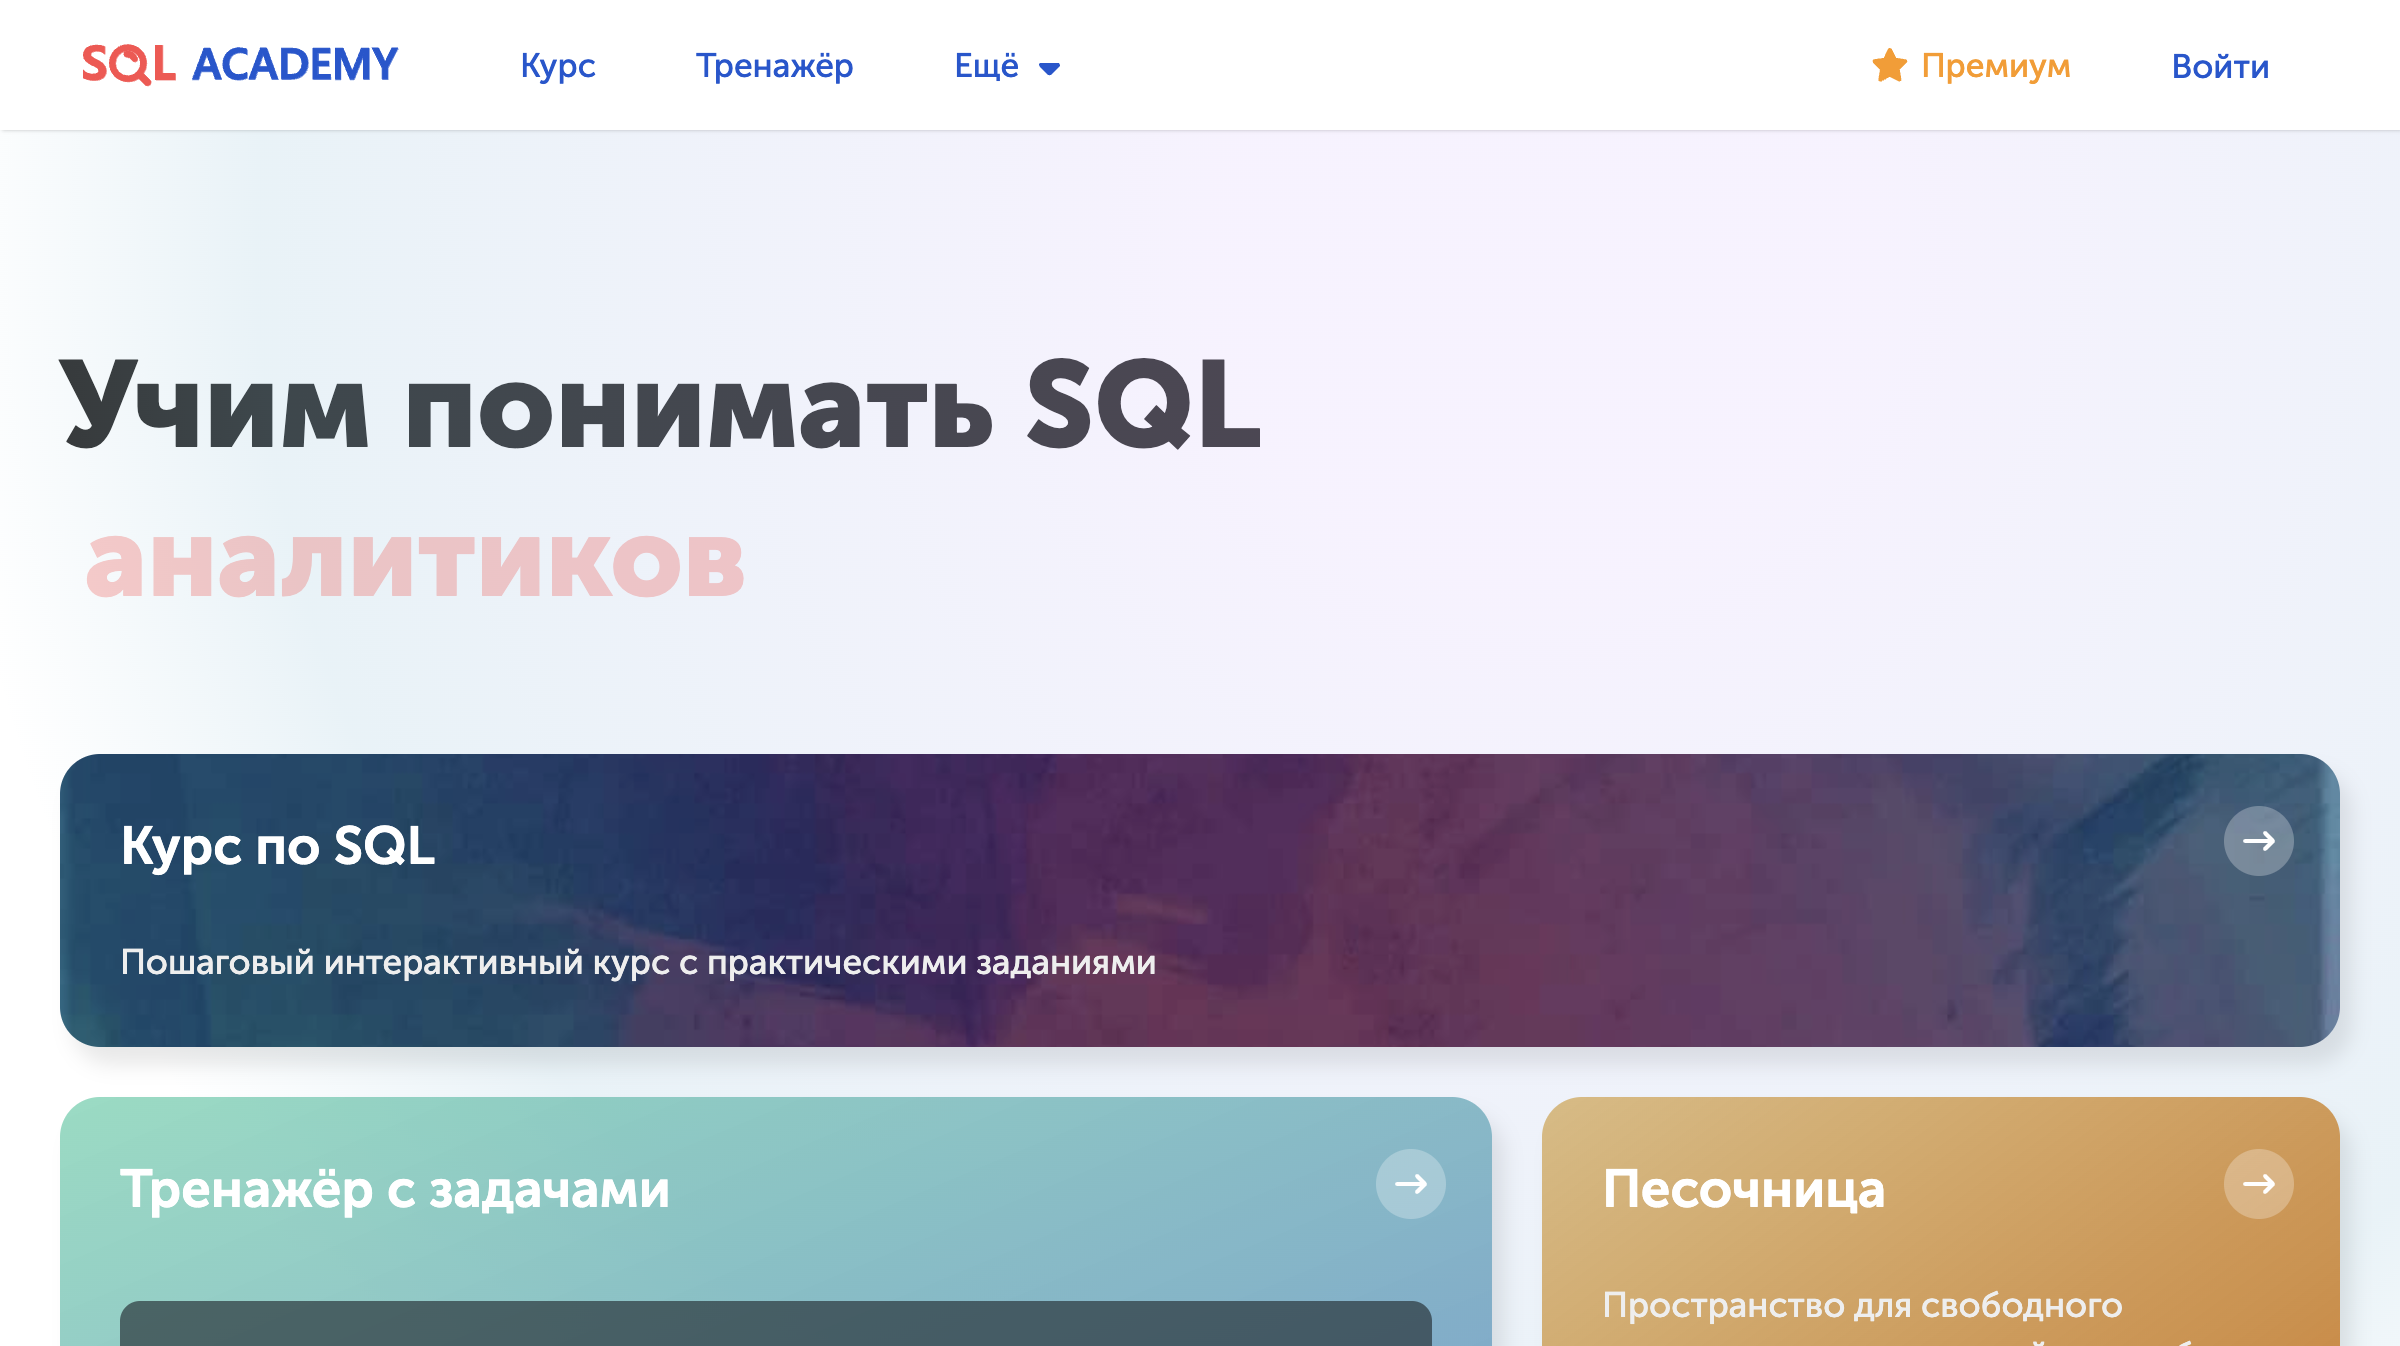 SQL ACADEMY Курс Тренажёр Ещё Премиум Войти
Учим понимать SQL
аналитиков
Курс по SQL
Пошаговый интерактивный курс с практическими заданиями
Тренажёр с задачами
Песочница
Пространство для свободного